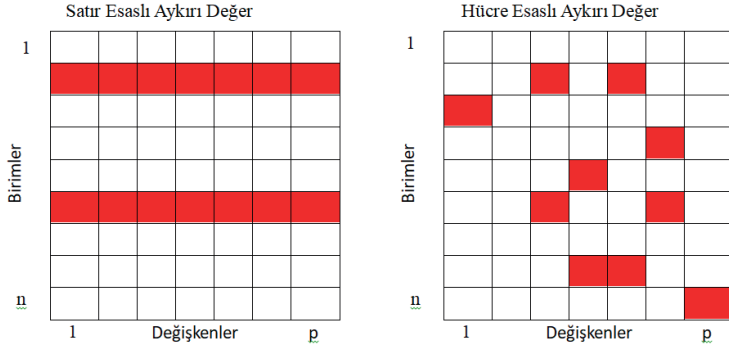 Satır Esaslı Aykırı Değer
1
Birimler
n
1 Değişkenler p
Hücre Esaslı Aykırı Değer
1
Birimler
n
1 Değişkenler p